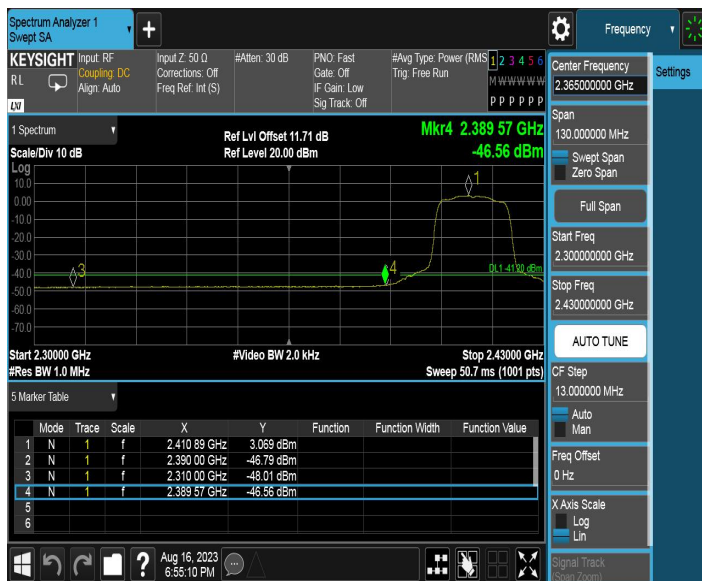 Spectrum Analyzer 1
Swept SA
+
KEYSIGHT
RL
LXI
Input: RF
Coupling: DC
Align: Auto
Input Z: 50 Ω
Corrections: Off
Freq Ref: Int (S)
#Atten: 30 dB
PNO: Fast
Gate: Off
IF Gain: Low
Sig Track: Off
#Avg Type: Power (RMS
Trig: Free Run
1 2 3 4 5 6
M W W W W W
P P P P P P
1 Spectrum
Scale/Div 10 dB
Ref Lvl Offset 11.71 dB
Ref Level 20.00 dBm
Mkr4 2.389 57 GHz
-46.56 dBm
Log
10.0
0.00
-10.0
-20.0
-30.0
-40.0
-50.0
-60.0
-70.0
1
3
4
DL1 -41.20 dBm
Start 2.30000 GHz
#Res BW 1.0 MHz
#Video BW 2.0 kHz
Stop 2.43000 GHz
Sweep 50.7 ms (1001 pts)
5 Marker Table
Mode Trace Scale X Y Function Function Width Function Value
1 N 1 f 2.410 89 GHz 3.069 dBm
2 N 1 f 2.390 00 GHz -46.79 dBm
3 N 1 f 2.310 00 GHz -48.01 dBm
4 N 1 f 2.389 57 GHz -46.56 dBm
5
6
?
Aug 16, 2023
6:55:10 PM
Frequency
Settings
Center Frequency
2.365000000 GHz
Span
130.000000 MHz
Swept Span
Zero Span
Full Span
Start Freq
2.300000000 GHz
Stop Freq
2.430000000 GHz
AUTO TUNE
CF Step
13.000000 MHz
Auto
Man
Freq Offset
0 Hz
X Axis Scale
Log
Lin
Signal Track
(Span Zoom)